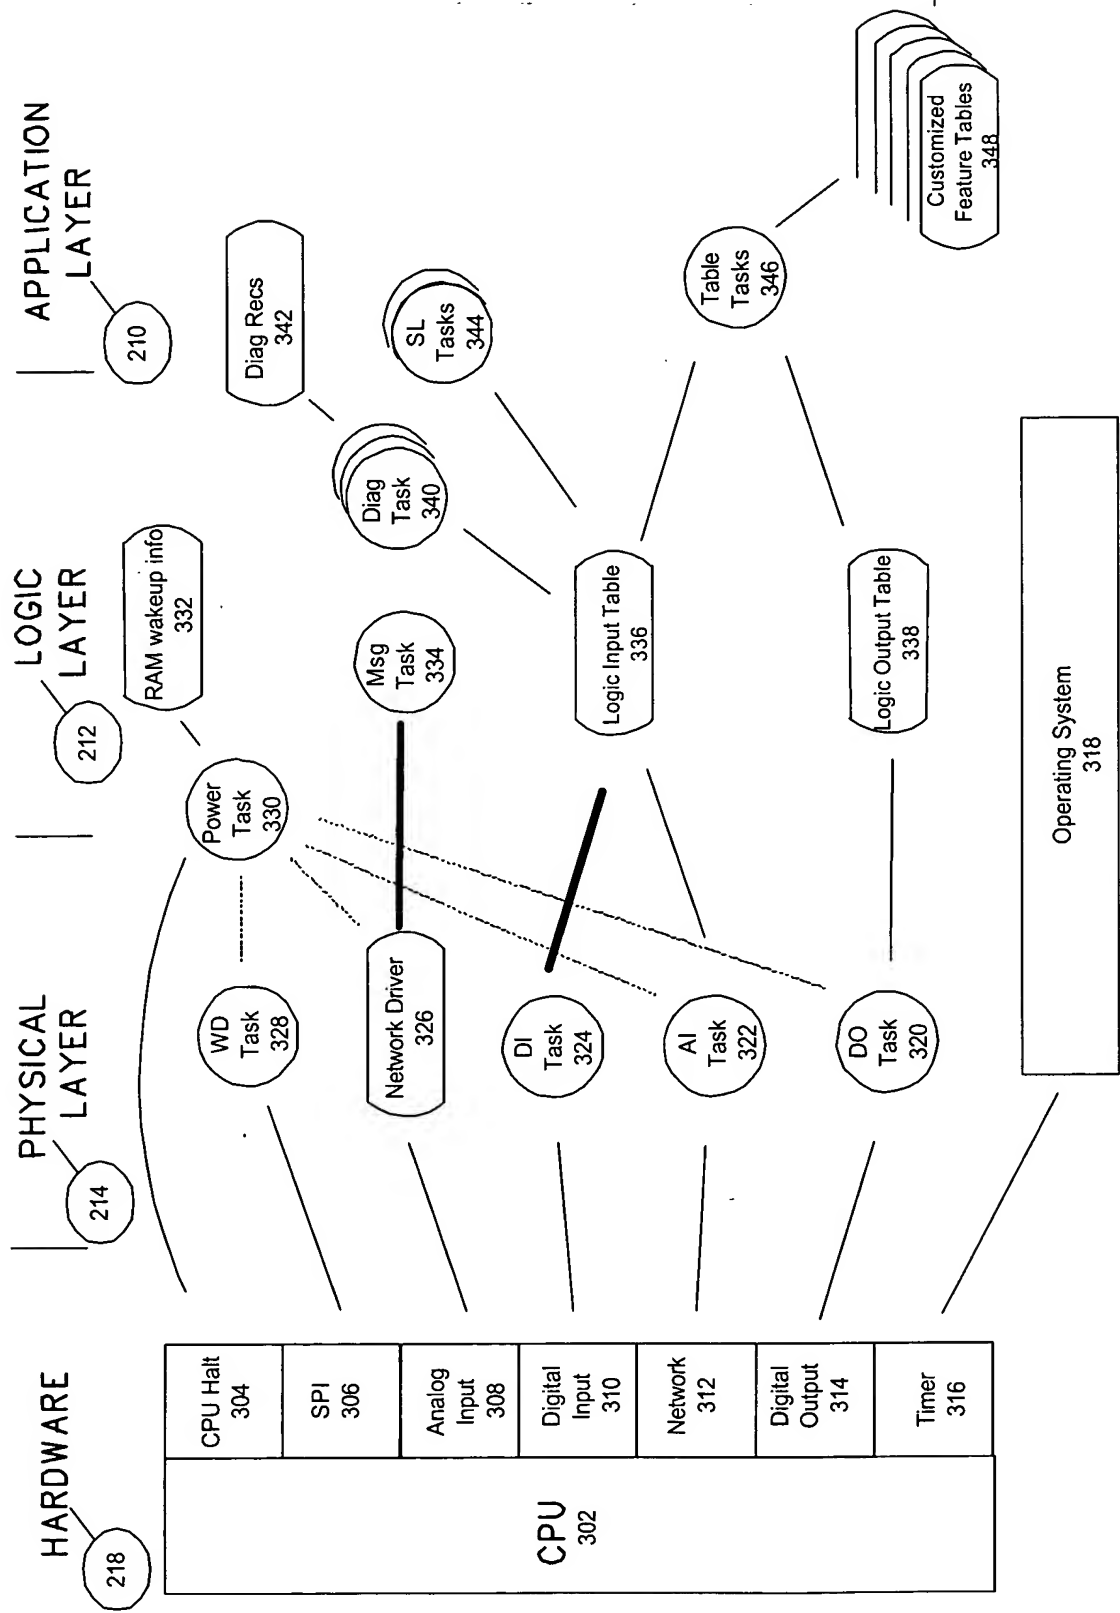 HARDWARE
218
PHYSICAL
LAYER
214
LOGIC
LAYER
212
APPLICATION
LAYER
210
CPU
302
CPU Halt
304
SPI
306
Analog
Input
308
Digital
Input
310
Network
312
Digital
Output
314
Timer
316
WD
Task
328
Network Driver
326
DI
Task
324
AI
Task
322
DO
Task
320
Operating System
318
Power
Task
330
RAM wakeup info
332
Msg
Task
334
Logic Input Table
336
Logic Output Table
338
Diag
Task
340
Diag Recs
342
SL
Tasks
344
Table
Tasks
346
Customized
Feature Tables
348